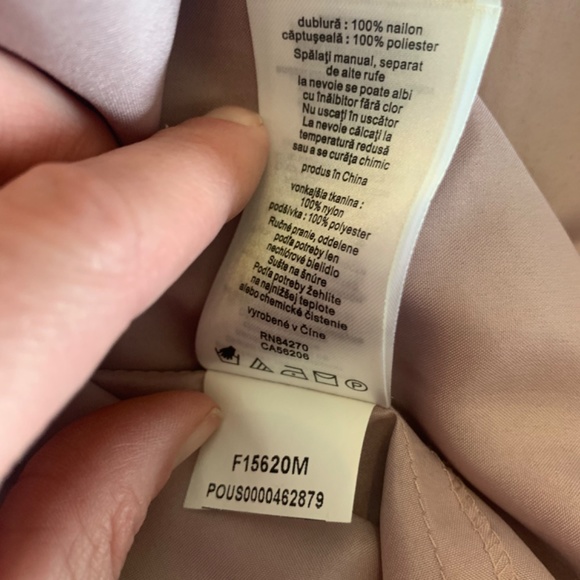 dublură : 100% nailon
căptușeală : 100% poliester
Spălați manual, separat
de alte rufe
la nevoie se poate albi
cu înălbitor fără clor
Nu uscați în uscător
La nevoie călcați la
temperatură redusă
sau a se curăța chimic
produs în China
vonkajšia tkanina :
100% nylon
podšívka : 100% polyester
Ručné pranie, oddelene
podľa potreby len
nechlórové bielidlo
Sušte na šnúre
Podľa potreby žehlite
na najnižšej teplote
alebo chemické čistenie
vyrobené v Číne
RN84270
CA56206
P
F15620M
POUS0000462879